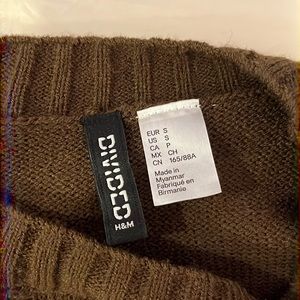 DIVIDED
H&M
EUR S
US S
CA P
MX CH
CN 165/88A
Made in
Myanmar
Fabriqué en
Birmanie